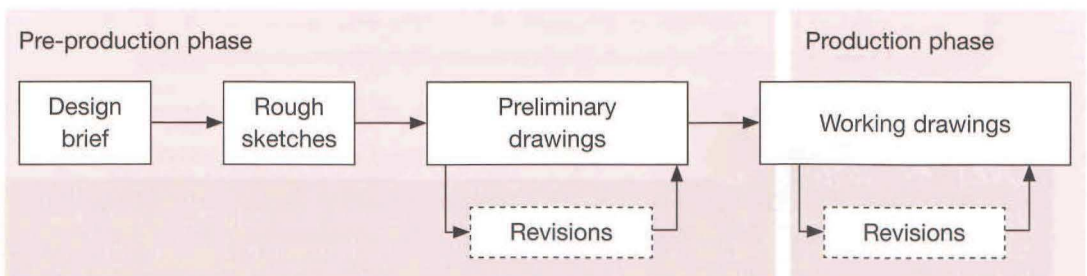 Pre-production phase
Production phase
Design
brief
Rough
sketches
Preliminary
drawings
Working drawings
Revisions
Revisions